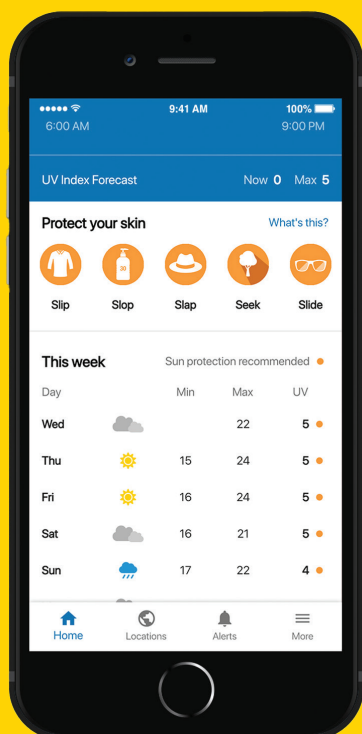 9:41 AM 100%
6:00 AM 9:00 PM
UV Index Forecast Now 0 Max 5
Protect your skin What's this?
30
Slip Slop Slap Seek Slide
This week Sun protection recommended
Day Min Max UV
Wed 22 5
Thu 15 24 5
Fri 16 24 5
Sat 16 21 5
Sun 17 22 4
Home Locations Alerts More